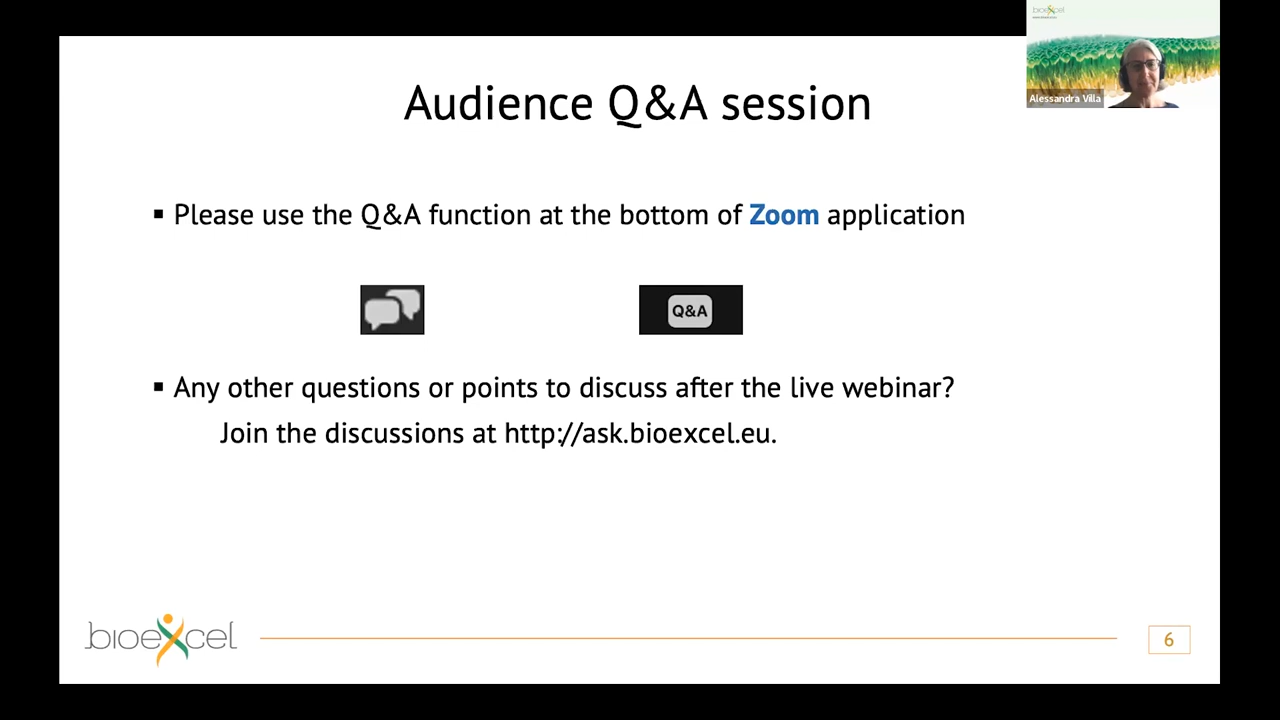 bioexcel
Alessandra Villa
Audience Q&A session
▪ Please use the Q&A function at the bottom of Zoom application
Q&A
▪ Any other questions or points to discuss after the live webinar?
Join the discussions at http://ask.bioexcel.eu.
bioexcel
6